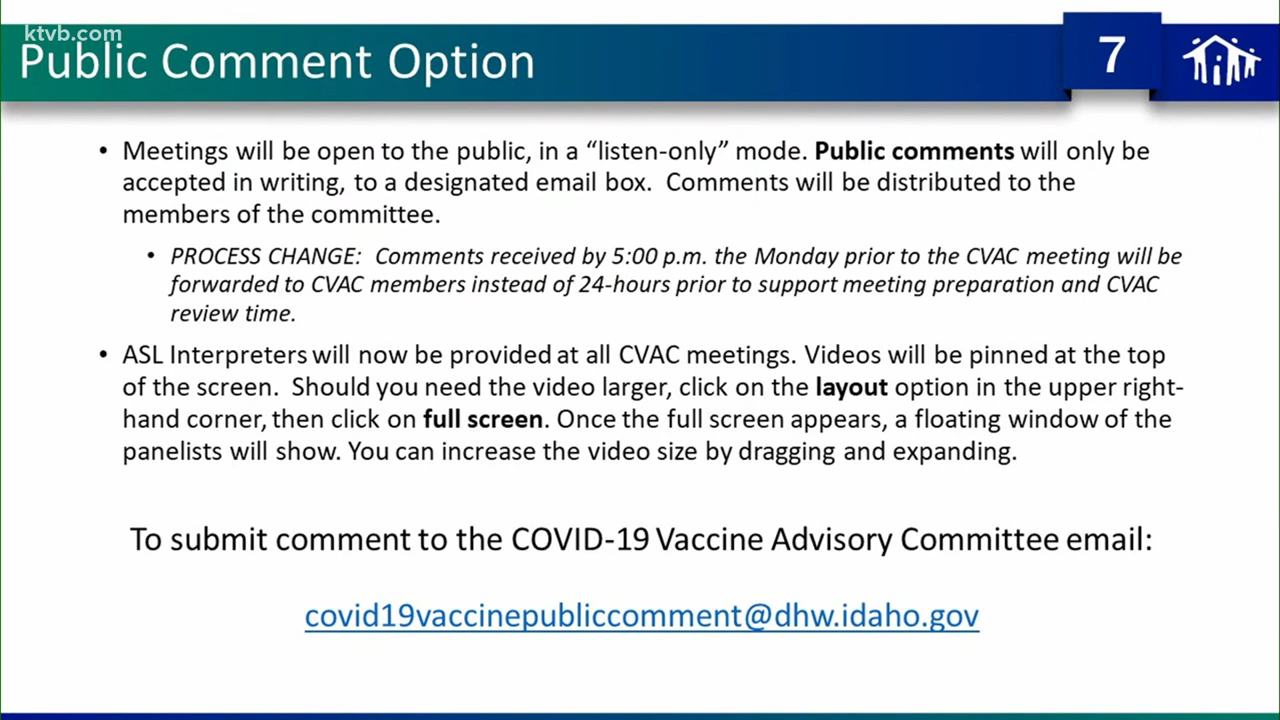 ktvb.com
Public Comment Option
7
• Meetings will be open to the public, in a “listen-only” mode. Public comments will only be
accepted in writing, to a designated email box.  Comments will be distributed to the
members of the committee.
• PROCESS CHANGE:  Comments received by 5:00 p.m. the Monday prior to the CVAC meeting will be
forwarded to CVAC members instead of 24-hours prior to support meeting preparation and CVAC
review time.
• ASL Interpreters will now be provided at all CVAC meetings. Videos will be pinned at the top
of the screen.  Should you need the video larger, click on the layout option in the upper right-
hand corner, then click on full screen. Once the full screen appears, a floating window of the
panelists will show. You can increase the video size by dragging and expanding.
To submit comment to the COVID-19 Vaccine Advisory Committee email:
covid19vaccinepubliccomment@dhw.idaho.gov